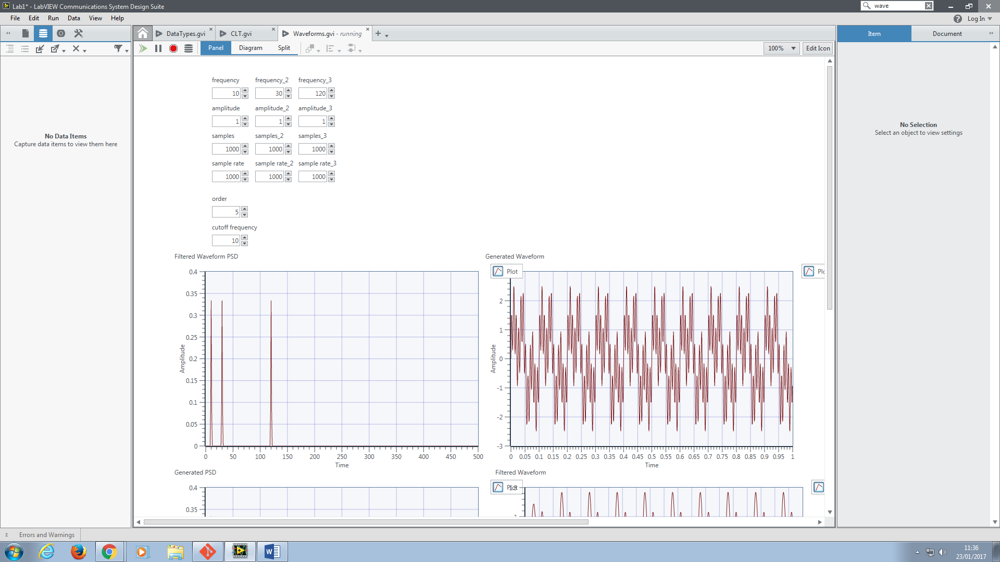 Lab1* - LabVIEW Communications System Design Suite
wave
File Edit Run Data View Help
Log In
DataTypes.gvi
CLT.gvi
Waveforms.gvi - running
Item
Document
Panel
Diagram
Split
100%
Edit Icon
No Data Items
Capture data items to view them here
No Selection
Select an object to view settings
frequency frequency_2 frequency_3
10 30 120
amplitude amplitude_2 amplitude_3
1 1 1
samples samples_2 samples_3
1000 1000 1000
sample rate sample rate_2 sample rate_3
1000 1000 1000
order
5
cutoff frequency
10
Filtered Waveform PSD
0.4
0.35
0.3
0.25
0.2
0.15
0.1
0.05
0
Amplitude
0 50 100 150 200 250 300 350 400 450 500
Time
Generated Waveform
Plot
Plo
2
1
0
-1
-2
-3
Amplitude
0 0.05 0.1 0.15 0.2 0.25 0.3 0.35 0.4 0.45 0.5 0.55 0.6 0.65 0.7 0.75 0.8 0.85 0.9 0.95 1
Time
Generated PSD
0.4
0.35
Filtered Waveform
Plot
1.5
1
Errors and Warnings
11:36
23/01/2017